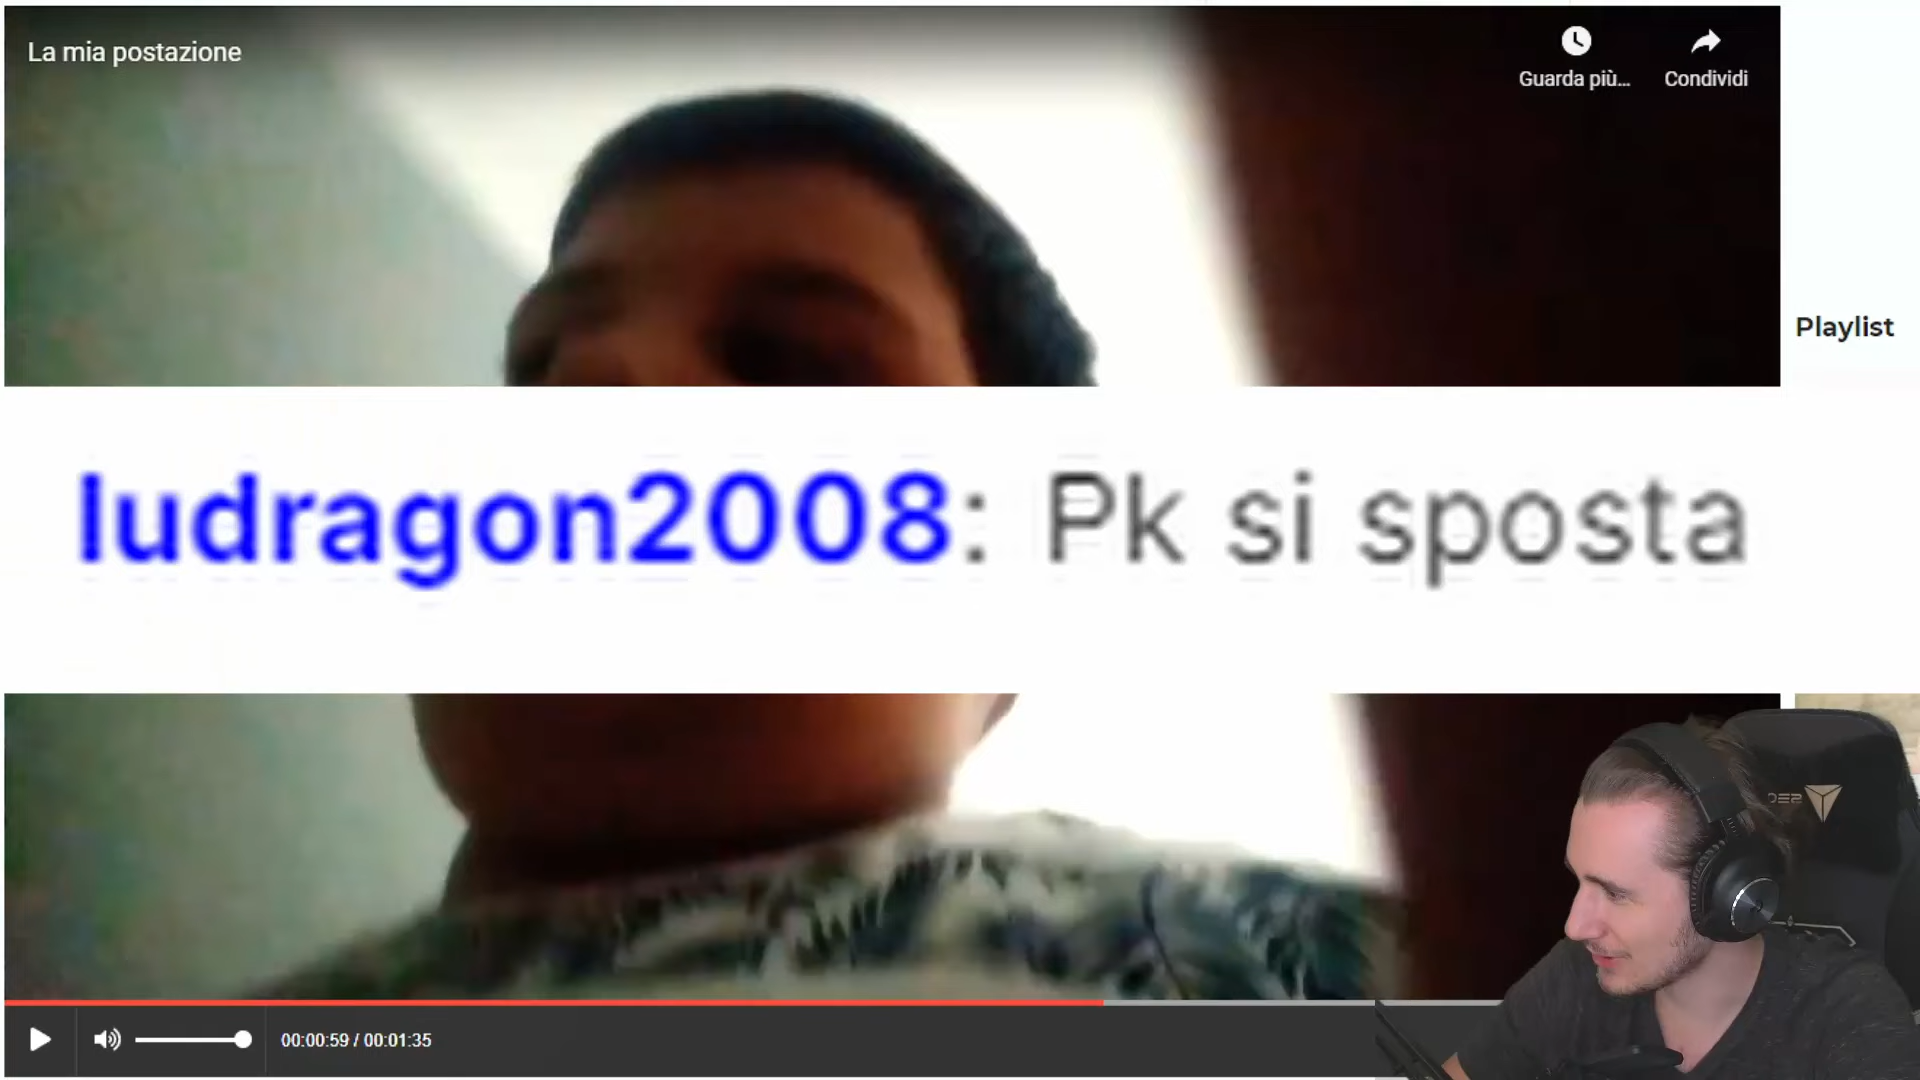 La mia postazione
Guarda più...
Condividi
Playlist
ludragon2008: Pk si sposta
00:00:59 / 00:01:35